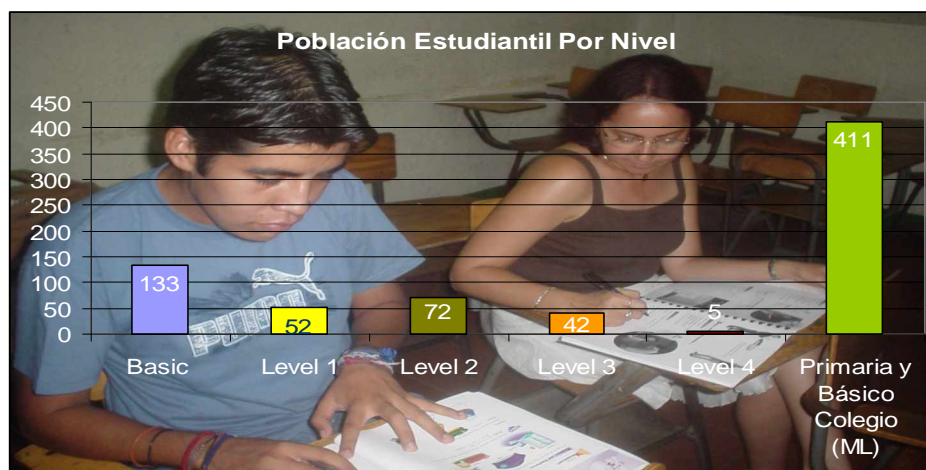 Población Estudiantil Por Nivel
450
400
350
300
250
200
150
100
50
0
133
52
72
42
5
411
Basic
Level 1
Level 2
Level 3
Level 4
Primaria y
Básico
Colegio
(ML)